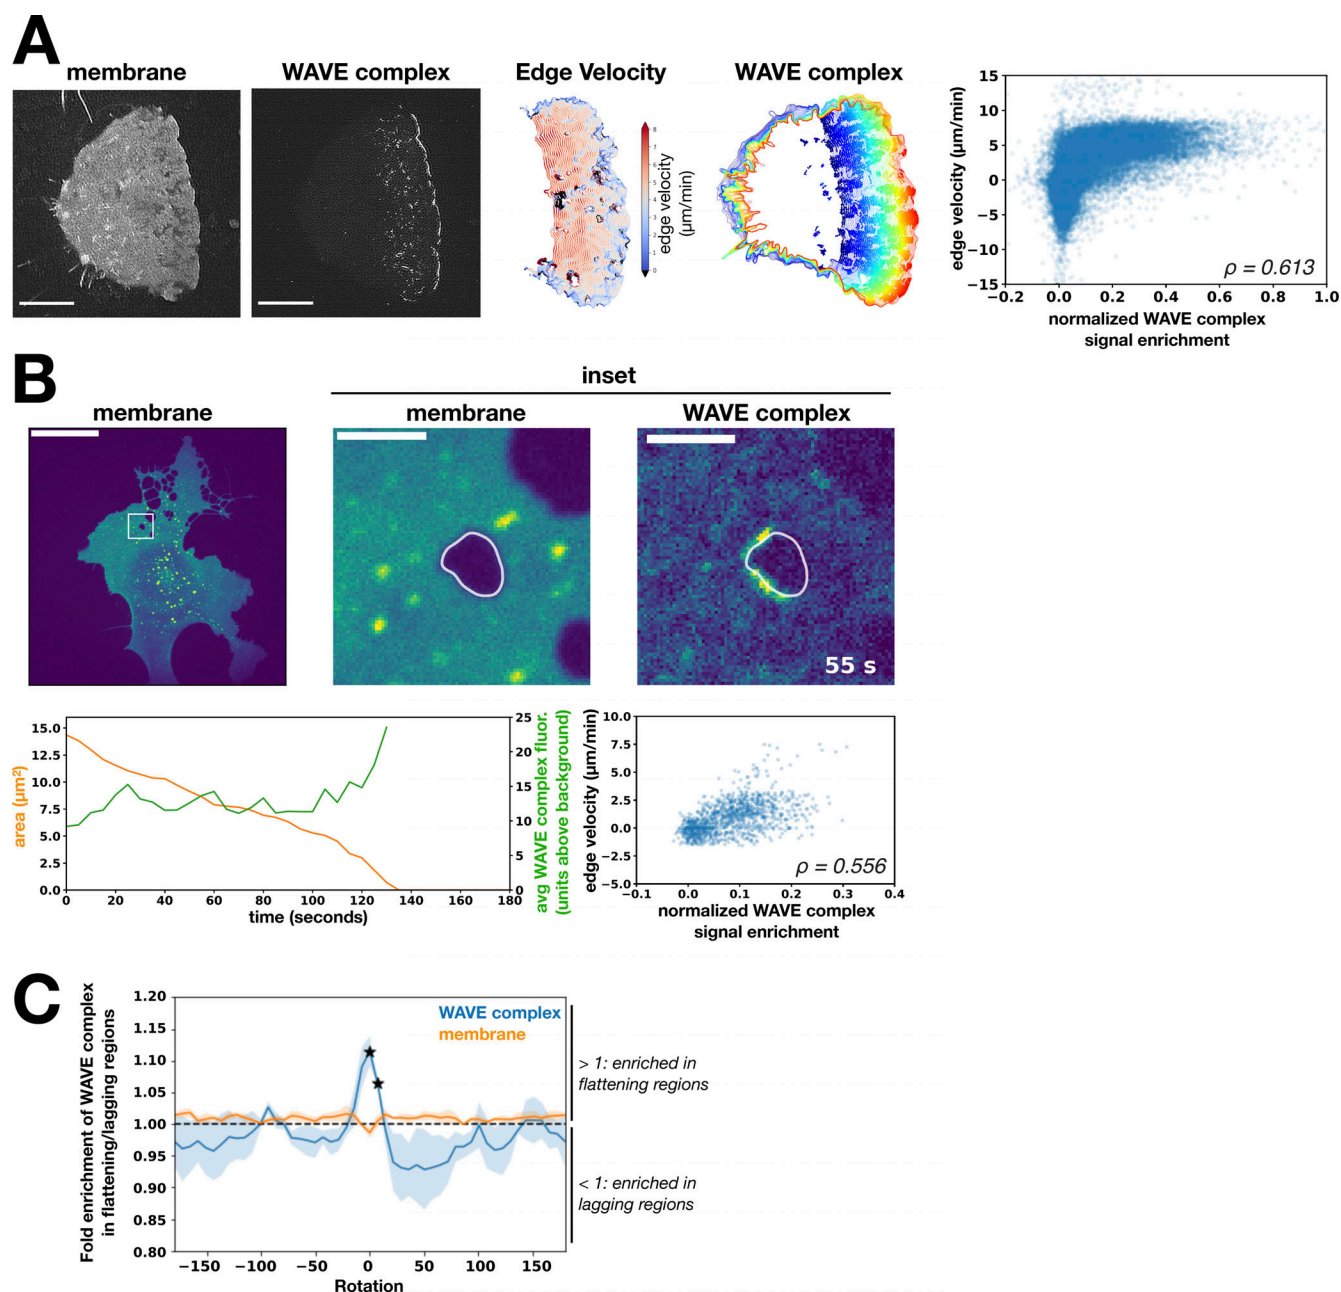 A
membrane
WAVE complex
Edge Velocity
WAVE complex
8
7
6
5
4
3
2
1
0
edge velocity
(µm/min)
edge velocity (µm/min)
15
10
5
0
−5
−10
−15
ρ = 0.613
−0.2 0.0 0.2 0.4 0.6 0.8 1.0
normalized WAVE complex
signal enrichment
B
inset
membrane
membrane
WAVE complex
55 s
area (µm²)
15.0
12.5
10.0
7.5
5.0
2.5
0.0
0 20 40 60 80 100 120 140 160 180
time (seconds)
25
20
15
10
5
0
avg WAVE complex fluor.
(units above background)
edge velocity (µm/min)
10.0
7.5
5.0
2.5
0.0
−2.5
−5.0
ρ = 0.556
−0.1 0.0 0.1 0.2 0.3 0.4
normalized WAVE complex
signal enrichment
C
Fold enrichment of WAVE complex
in flattening/lagging regions
1.20
1.15
1.10
1.05
1.00
0.95
0.90
0.85
0.80
WAVE complex
membrane
> 1: enriched in
flattening regions
< 1: enriched in
lagging regions
−150 −100 −50 0 50 100 150
Rotation